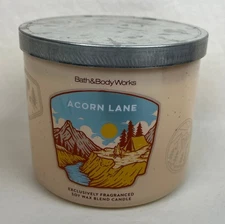 Bath&BodyWorks
ACORN LANE
EXCLUSIVELY FRAGRANCED
SOY WAX BLEND CANDLE